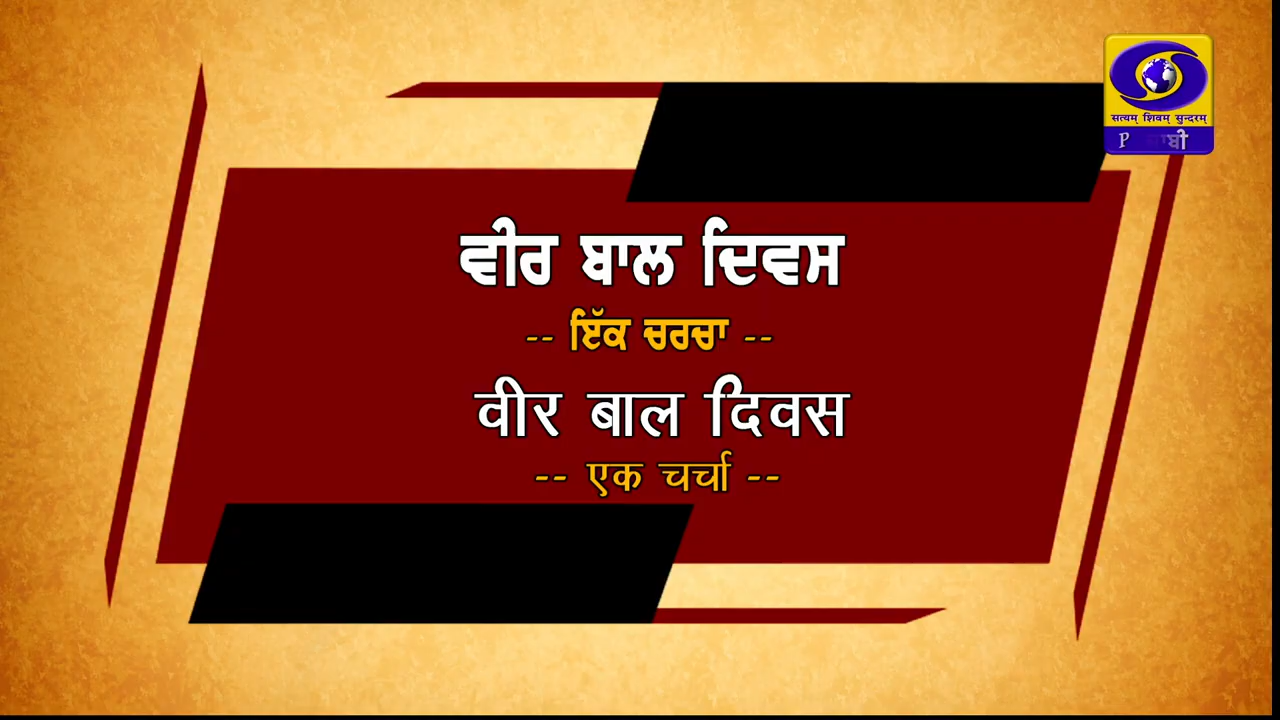 सत्यम् शिवम् सुन्दरम्
ਵੀਰ ਬਾਲ ਦਿਵਸ
-- ਇੱਕ ਚਰਚਾ --
वीर बाल दिवस
-- एक चर्चा --